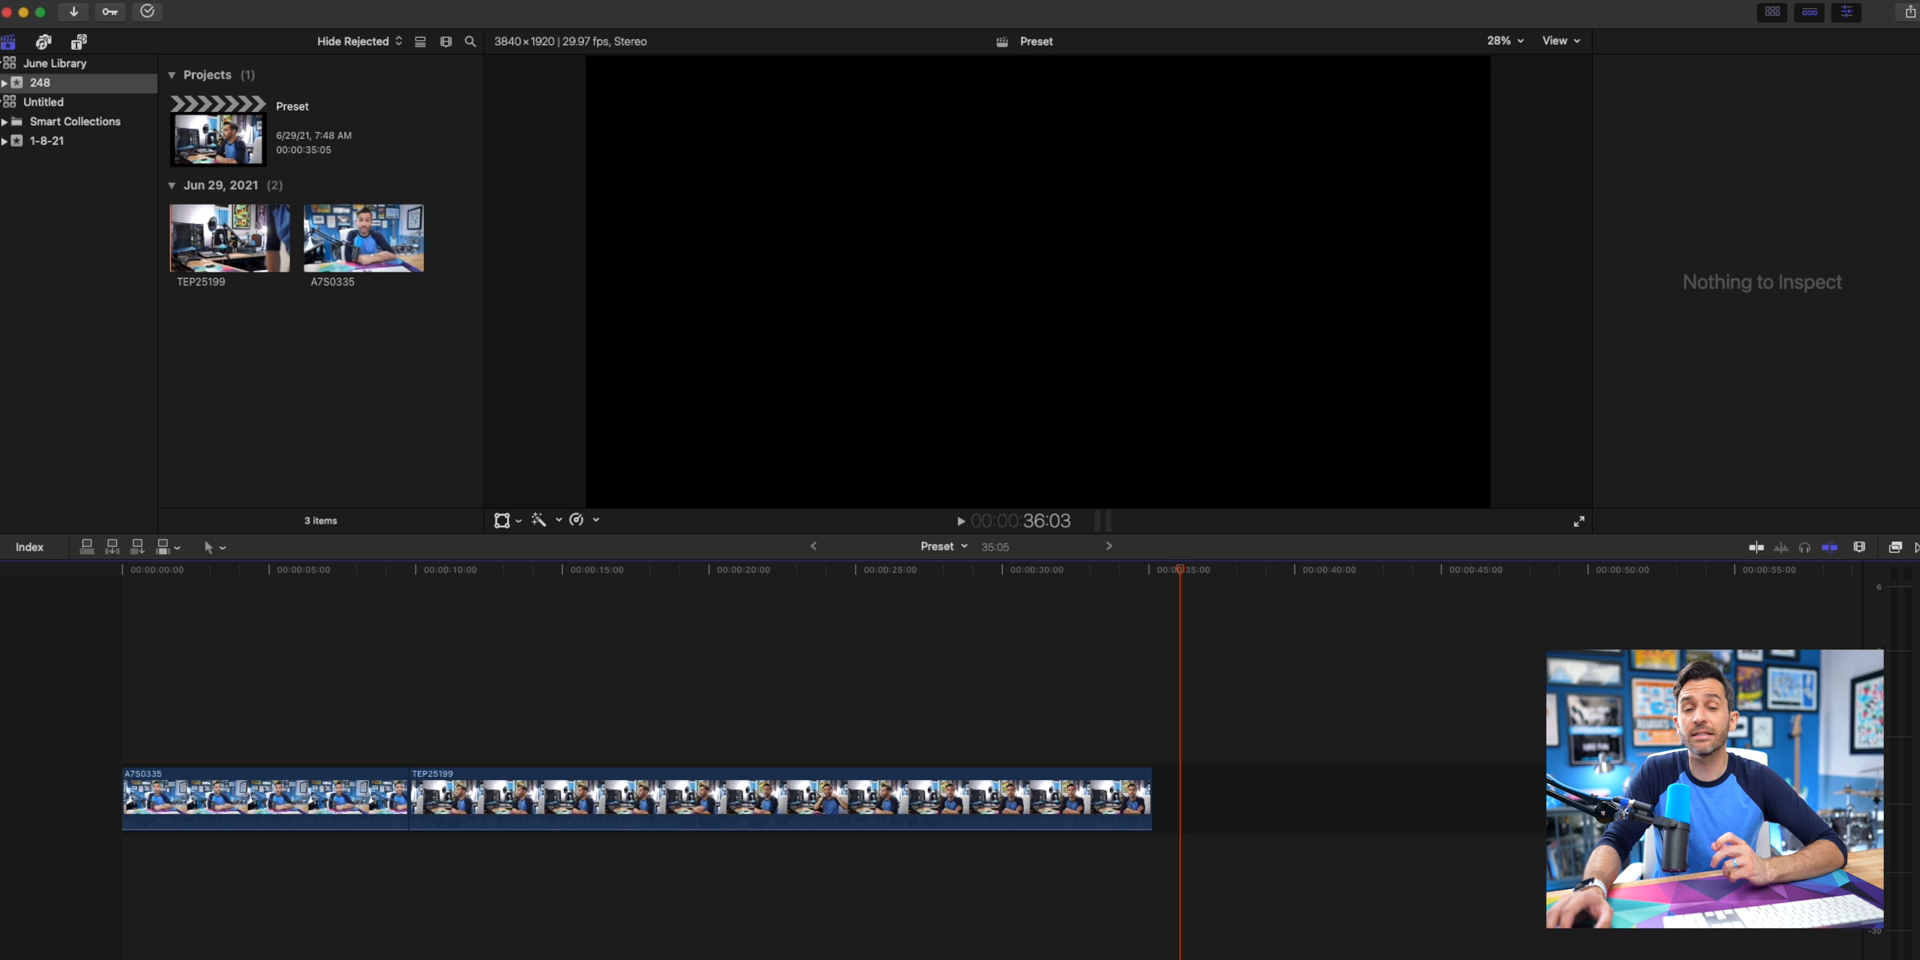 Hide Rejected
3840×1920 | 29.97 fps, Stereo
Preset
28%
View
June Library
248
Untitled
Smart Collections
1-8-21
Projects (1)
Preset
6/29/21, 7:48 AM
00:00:35:05
Jun 29, 2021 (2)
TEP25199
A7S0335
3 items
Nothing to Inspect
00:00:36:03
Index
Preset
35:05
00:00:00:00
00:00:05:00
00:00:10:00
00:00:15:00
00:00:20:00
00:00:25:00
00:00:30:00
00:00:35:00
00:00:40:00
00:00:45:00
00:00:50:00
00:00:55:00
6
A7S0335
TEP25199
-30